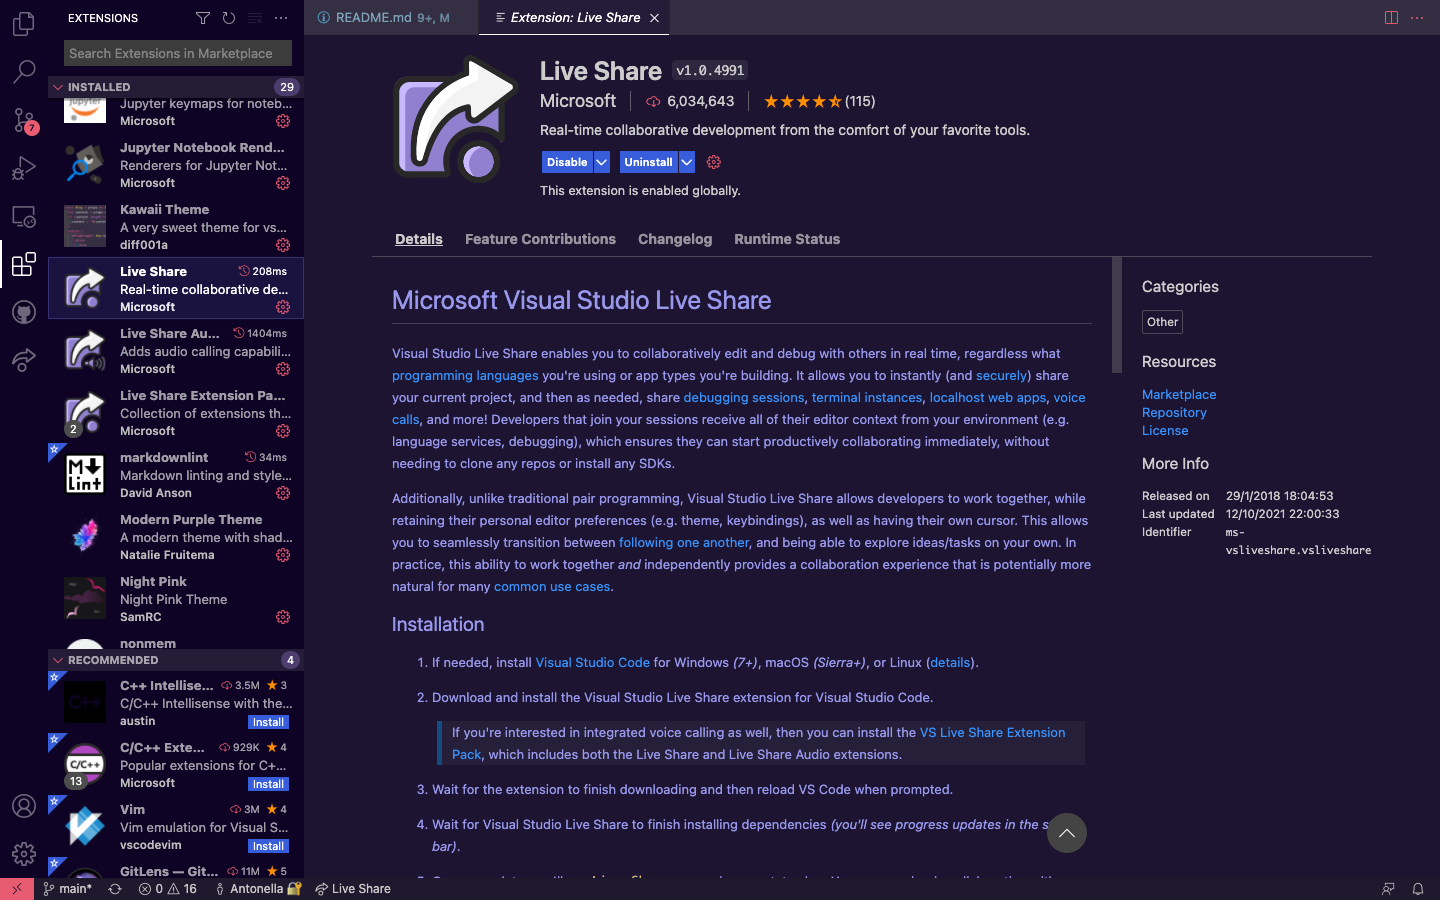 EXTENSIONS
Search Extensions in Marketplace
INSTALLED
29
jupyter
Jupyter keymaps for noteb...
Microsoft
Jupyter Notebook Rend...
Renderers for Jupyter Not...
Microsoft
Kawaii Theme
A very sweet theme for vs...
diff001a
Live Share
208ms
Real-time collaborative de...
Microsoft
Live Share Au...
1404ms
Adds audio calling capabili...
Microsoft
Live Share Extension Pa...
Collection of extensions th...
2
Microsoft
markdownlint
34ms
M Lint
Markdown linting and style...
David Anson
Modern Purple Theme
A modern theme with shad...
Natalie Fruitema
Night Pink
Night Pink Theme
SamRC
nonmem
RECOMMENDED
4
C++ Intellise...
3.5M
3
C++
C/C++ Intellisense with the...
austin
Install
C/C++ Exte...
929K
4
C/C++
Popular extensions for C+...
13
Microsoft
Install
Vim
3M
4
Vim emulation for Visual S...
vscodevim
Install
GitLens — Git...
11M
5
7
README.md 9+, M
Extension: Live Share
Live Share
v1.0.4991
Microsoft
6,034,643
(115)
Real-time collaborative development from the comfort of your favorite tools.
Disable
Uninstall
This extension is enabled globally.
Details
Feature Contributions
Changelog
Runtime Status
Microsoft Visual Studio Live Share
Visual Studio Live Share enables you to collaboratively edit and debug with others in real time, regardless what
programming languages you're using or app types you're building. It allows you to instantly (and securely) share
your current project, and then as needed, share debugging sessions, terminal instances, localhost web apps, voice
calls, and more! Developers that join your sessions receive all of their editor context from your environment (e.g.
language services, debugging), which ensures they can start productively collaborating immediately, without
needing to clone any repos or install any SDKs.
Additionally, unlike traditional pair programming, Visual Studio Live Share allows developers to work together, while
retaining their personal editor preferences (e.g. theme, keybindings), as well as having their own cursor. This allows
you to seamlessly transition between following one another, and being able to explore ideas/tasks on your own. In
practice, this ability to work together and independently provides a collaboration experience that is potentially more
natural for many common use cases.
Installation
1. If needed, install Visual Studio Code for Windows (7+), macOS (Sierra+), or Linux (details).
2. Download and install the Visual Studio Live Share extension for Visual Studio Code.
If you're interested in integrated voice calling as well, then you can install the VS Live Share Extension
Pack, which includes both the Live Share and Live Share Audio extensions.
3. Wait for the extension to finish downloading and then reload VS Code when prompted.
4. Wait for Visual Studio Live Share to finish installing dependencies (you'll see progress updates in the s
bar).
Categories
Other
Resources
Marketplace
Repository
License
More Info
Released on 29/1/2018 18:04:53
Last updated 12/10/2021 22:00:33
Identifier ms-
vsliveshare.vsliveshare
main*
0
16
Antonella
Live Share